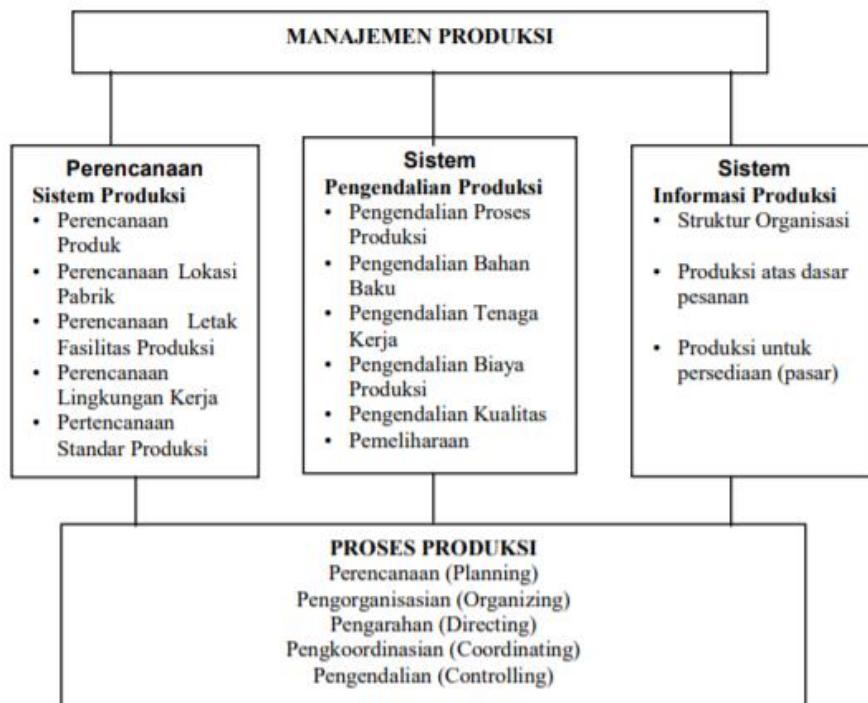 MANAJEMEN PRODUKSI
Perencanaan
Sistem Produksi
• Perencanaan
Produk
• Perencanaan Lokasi
Pabrik
• Perencanaan Letak
Fasilitas Produksi
• Perencanaan
Lingkungan Kerja
• Pertencanaan
Standar Produksi
Sistem
Pengendalian Produksi
• Pengendalian Proses
Produksi
• Pengendalian Bahan
Baku
• Pengendalian Tenaga
Kerja
• Pengendalian Biaya
Produksi
• Pengendalian Kualitas
• Pemeliharaan
Sistem
Informasi Produksi
• Struktur Organisasi
• Produksi atas dasar
pesanan
• Produksi untuk
persediaan (pasar)
PROSES PRODUKSI
Perencanaan (Planning)
Pengorganisasian (Organizing)
Pengarahan (Directing)
Pengkoordinasian (Coordinating)
Pengendalian (Controlling)